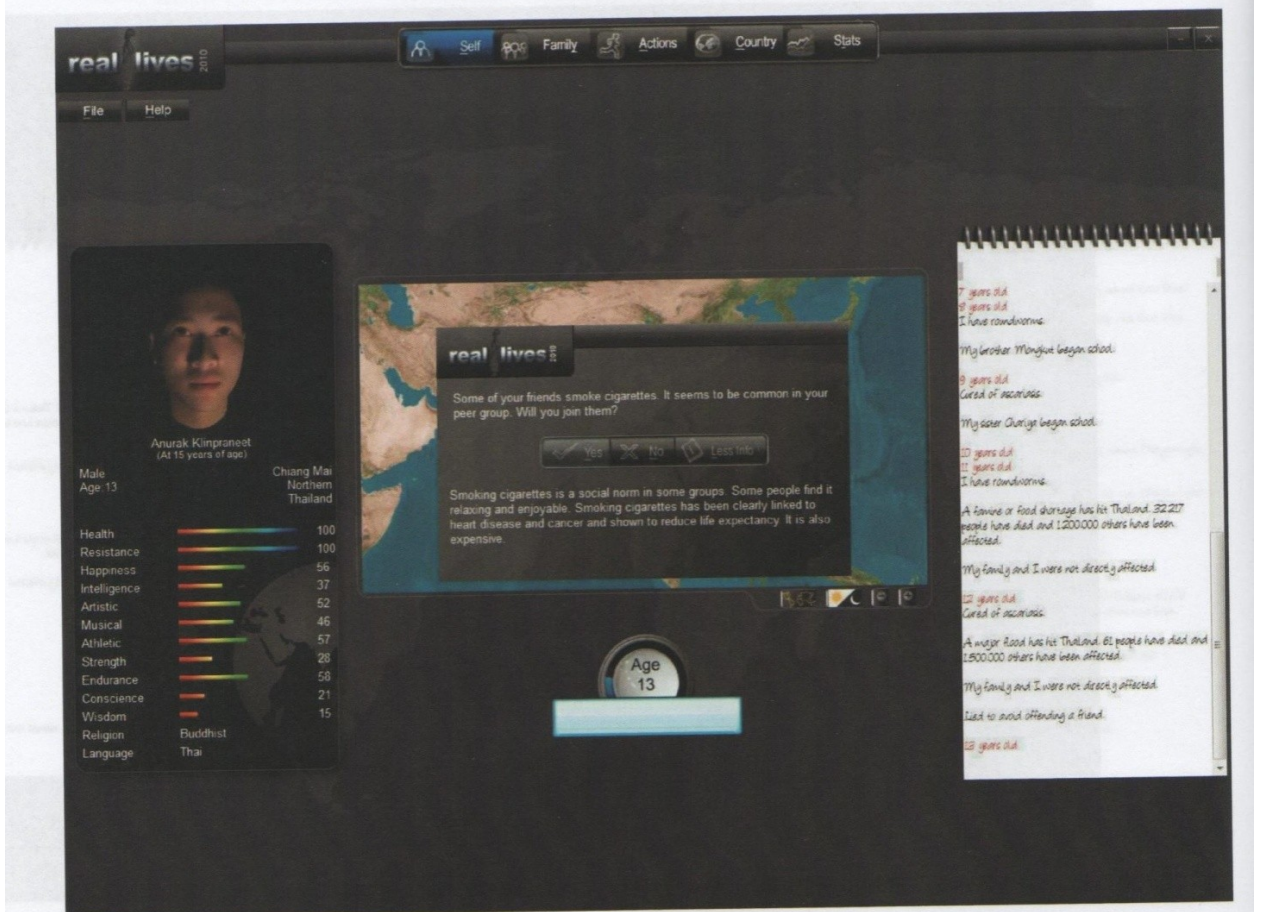 real lives 2010
Self Family Actions Country Stats
File Help
Anurak Klinpraneet
(At 15 years of age)
Male
Age:13
Chiang Mai
Northern
Thailand
Health 100
Resistance 100
Happiness 56
Intelligence 37
Artistic 52
Musical 46
Athletic 57
Strength 28
Endurance 58
Conscience 21
Wisdom 15
Religion Buddhist
Language Thai
real lives 2010
Some of your friends smoke cigarettes. It seems to be common in your
peer group. Will you join them?
Yes No Less Info
Smoking cigarettes is a social norm in some groups. Some people find it
relaxing and enjoyable. Smoking cigarettes has been clearly linked to
heart disease and cancer and shown to reduce life expectancy. It is also
expensive.
Age
13
7 years old
8 years old
I have roundworms.
My brother Mongkut began school.
9 years old
Cured of ascariasis.
My sister Chariya began school.
10 years old
11 years old
I have roundworms.
A famine or food shortage has hit Thailand. 32,217
people have died and 1,200,000 others have been
affected.
My family and I were not directly affected.
12 years old
Cured of ascariasis.
A major flood has hit Thailand. 61 people have died and
1,500,000 others have been affected.
My family and I were not directly affected.
Lied to avoid offending a friend.
13 years old